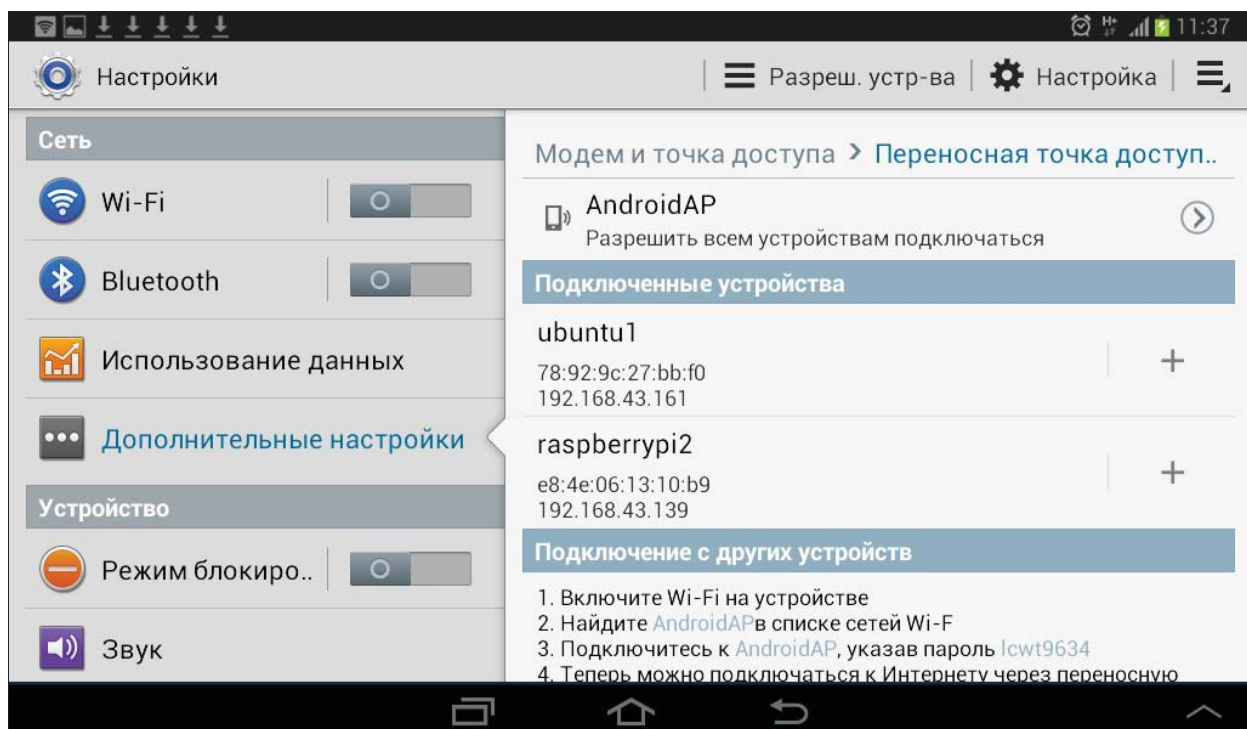 11:37
Настройки
Разреш. устр-ва
Настройка
Сеть
Wi-Fi
Bluetooth
Использование данных
Дополнительные настройки
Устройство
Режим блокиро..
Звук
Модем и точка доступа > Переносная точка доступ..
AndroidAP
Разрешить всем устройствам подключаться
Подключенные устройства
ubuntu1
78:92:9c:27:bb:f0
192.168.43.161
raspberrypi2
e8:4e:06:13:10:b9
192.168.43.139
Подключение с других устройств
1. Включите Wi-Fi на устройстве
2. Найдите AndroidAPв списке сетей Wi-F
3. Подключитесь к AndroidAP, указав пароль lcwt9634
4. Теперь можно подключаться к Интернету через переносную